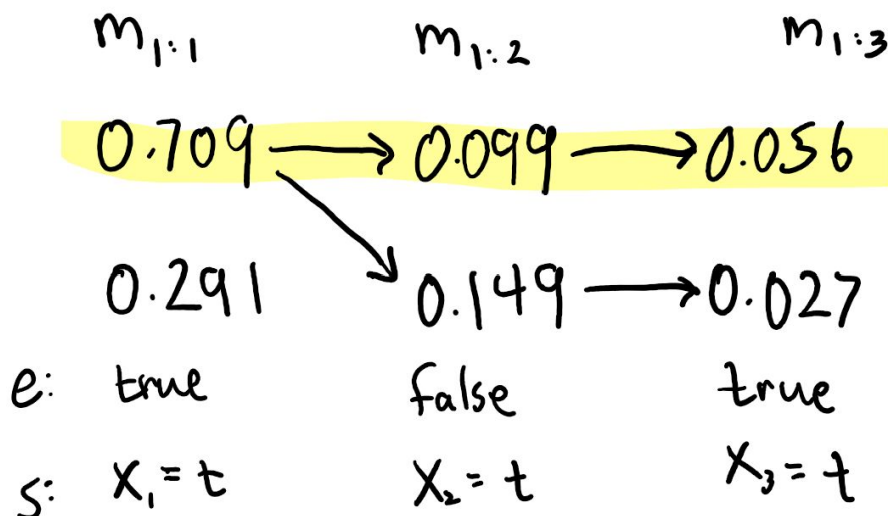 m₁:₁ m₁:₂ m₁:₃
0.709 → 0.099 → 0.056
0.291 0.149 → 0.027
e: true false true
s: X₁ = t X₂ = t X₃ = t